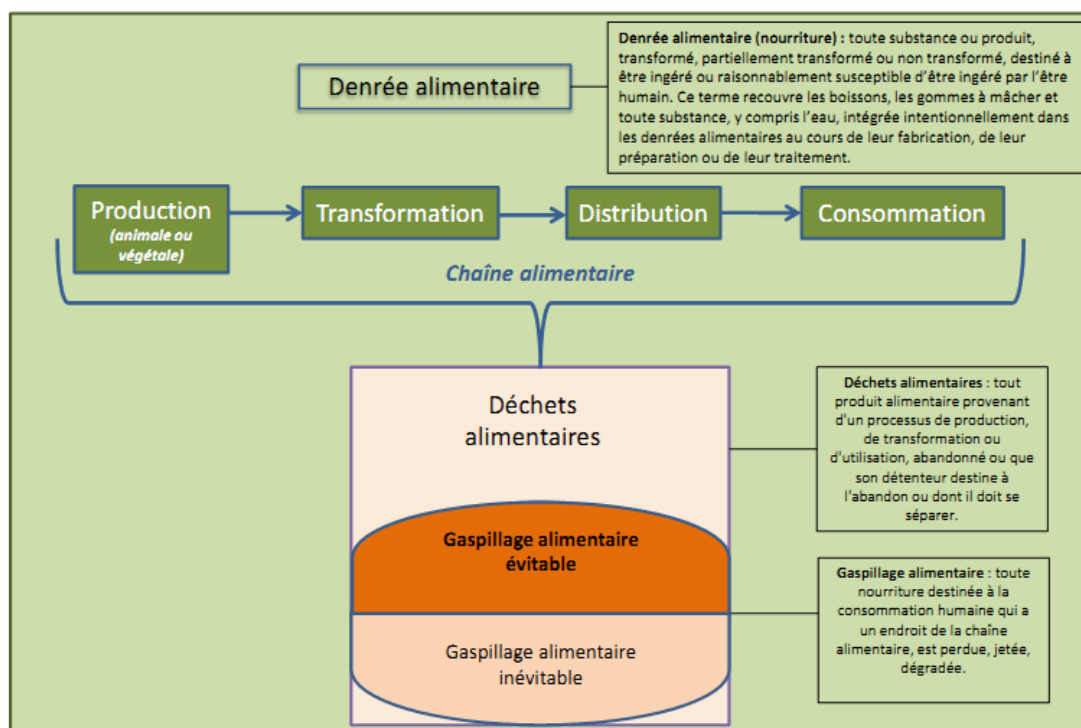 Denrée alimentaire
Denrée alimentaire (nourriture) : toute substance ou produit,
transformé, partiellement transformé ou non transformé, destiné à
être ingéré ou raisonnablement susceptible d'être ingéré par l'être
humain. Ce terme recouvre les boissons, les gommes à mâcher et
toute substance, y compris l'eau, intégrée intentionnellement dans
les denrées alimentaires au cours de leur fabrication, de leur
préparation ou de leur traitement.
Production
(animale ou
végétale)
Transformation
Distribution
Consommation
Chaîne alimentaire
Déchets
alimentaires
Déchets alimentaires : tout
produit alimentaire provenant
d'un processus de production,
de transformation ou
d'utilisation, abandonné ou que
son détenteur destine à
l'abandon ou dont il doit se
séparer.
Gaspillage alimentaire
évitable
Gaspillage alimentaire
inévitable
Gaspillage alimentaire : toute
nourriture destinée à la
consommation humaine qui a
un endroit de la chaîne
alimentaire, est perdue, jetée,
dégradée.